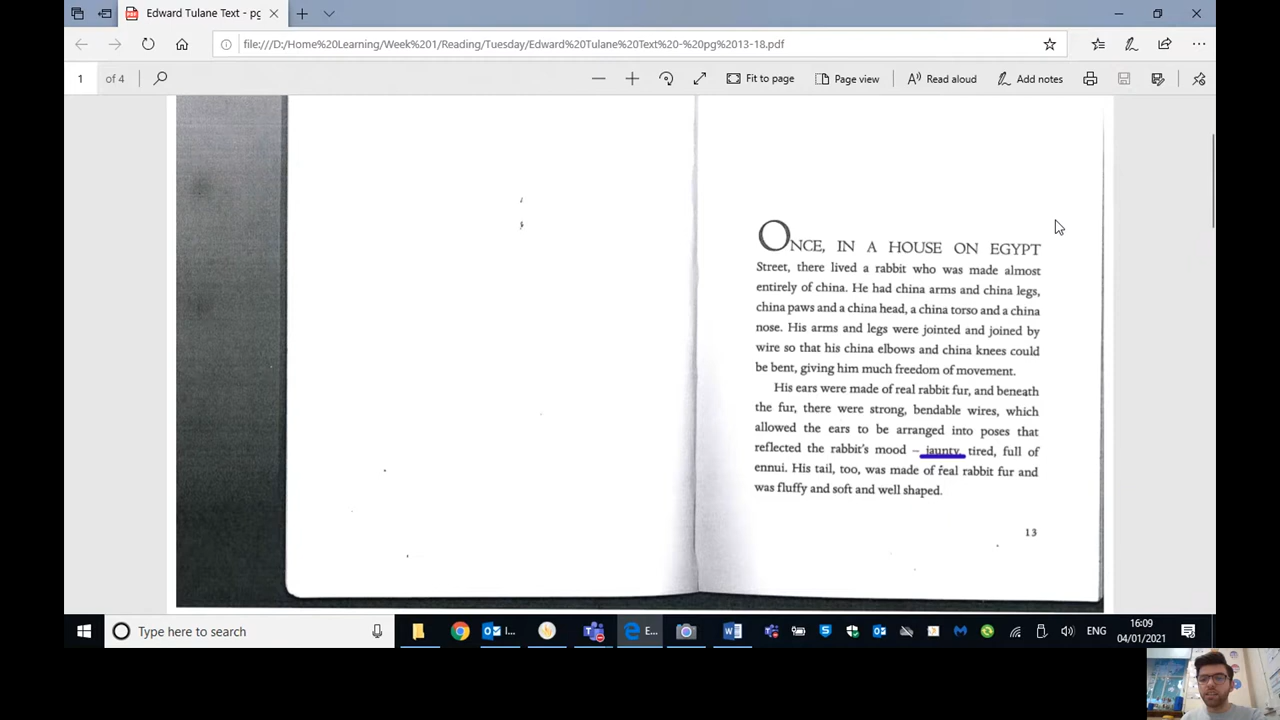 Edward Tulane Text - pg
file:///D:/Home%20Learning/Week%201/Reading/Tuesday/Edward%20Tulane%20Text%20-%20pg%2013-18.pdf
1 of 4
Fit to page
Page view
Read aloud
Add notes
ONCE, IN A HOUSE ON EGYPT
Street, there lived a rabbit who was made almost
entirely of china. He had china arms and china legs,
china paws and a china head, a china torso and a china
nose. His arms and legs were jointed and joined by
wire so that his china elbows and china knees could
be bent, giving him much freedom of movement.
His ears were made of real rabbit fur, and beneath
the fur, there were strong, bendable wires, which
allowed the ears to be arranged into poses that
reflected the rabbit's mood – jaunty, tired, full of
ennui. His tail, too, was made of real rabbit fur and
was fluffy and soft and well shaped.
13
Type here to search
I...
E...
ENG
16:09
04/01/2021